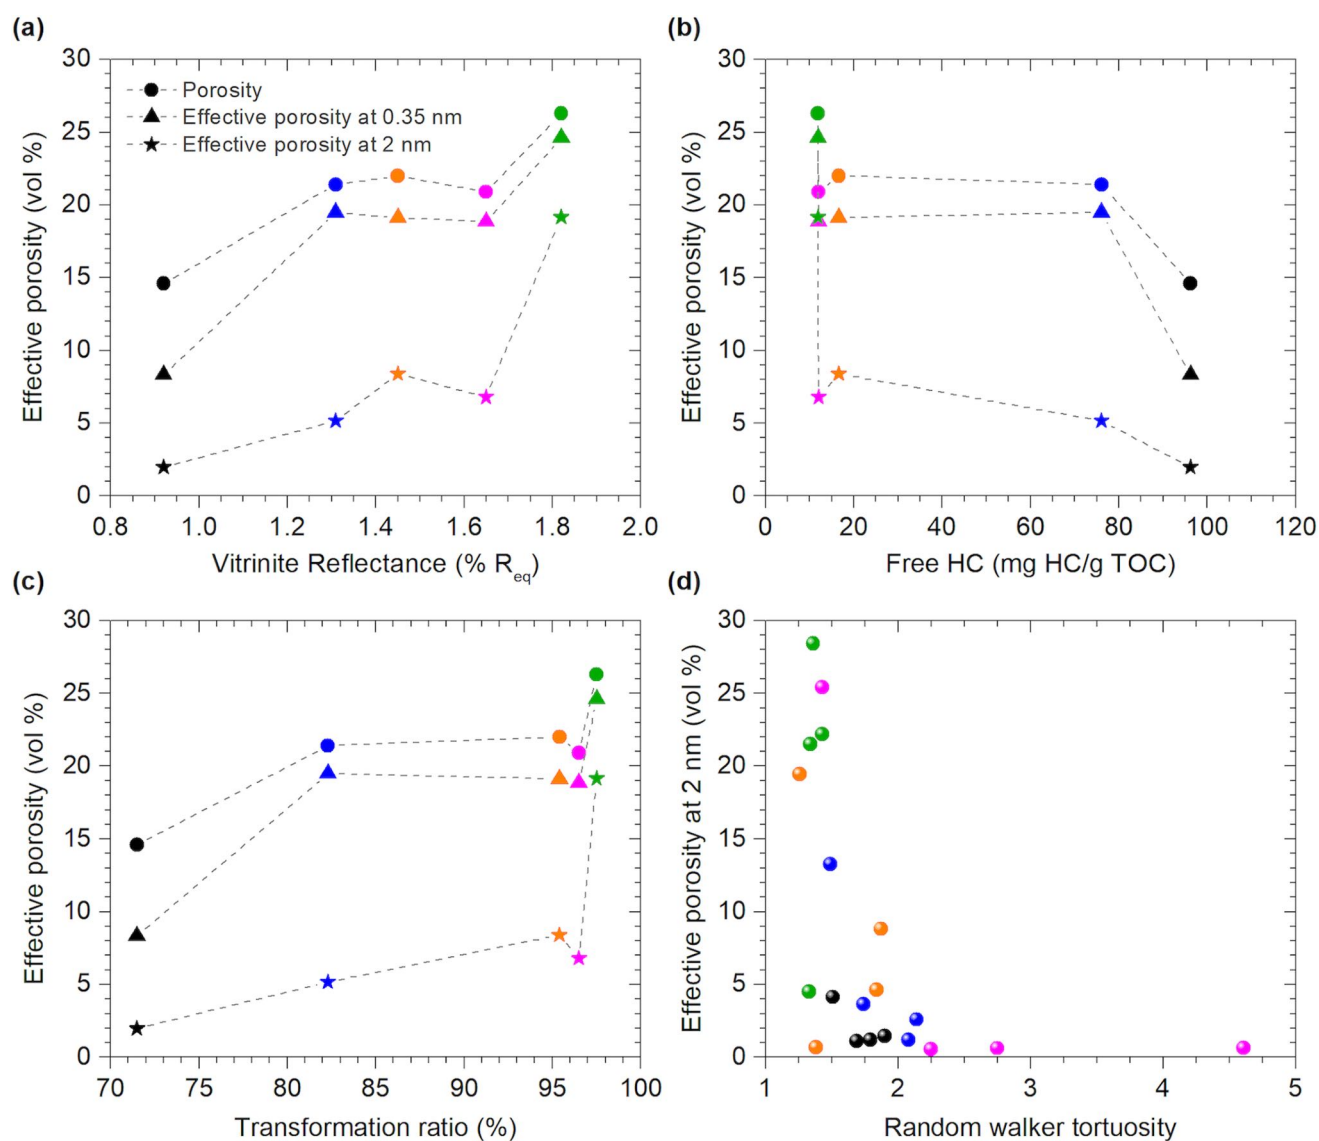 (a)
30
25
20
15
10
5
0
Effective porosity (vol %)
Porosity
Effective porosity at 0.35 nm
Effective porosity at 2 nm
0.8 1.0 1.2 1.4 1.6 1.8 2.0
Vitrinite Reflectance (% Req)
(b)
30
25
20
15
10
5
0
Effective porosity (vol %)
0 20 40 60 80 100 120
Free HC (mg HC/g TOC)
(c)
30
25
20
15
10
5
0
Effective porosity (vol %)
70 75 80 85 90 95 100
Transformation ratio (%)
(d)
30
25
20
15
10
5
0
Effective porosity at 2 nm (vol %)
1 2 3 4 5
Random walker tortuosity